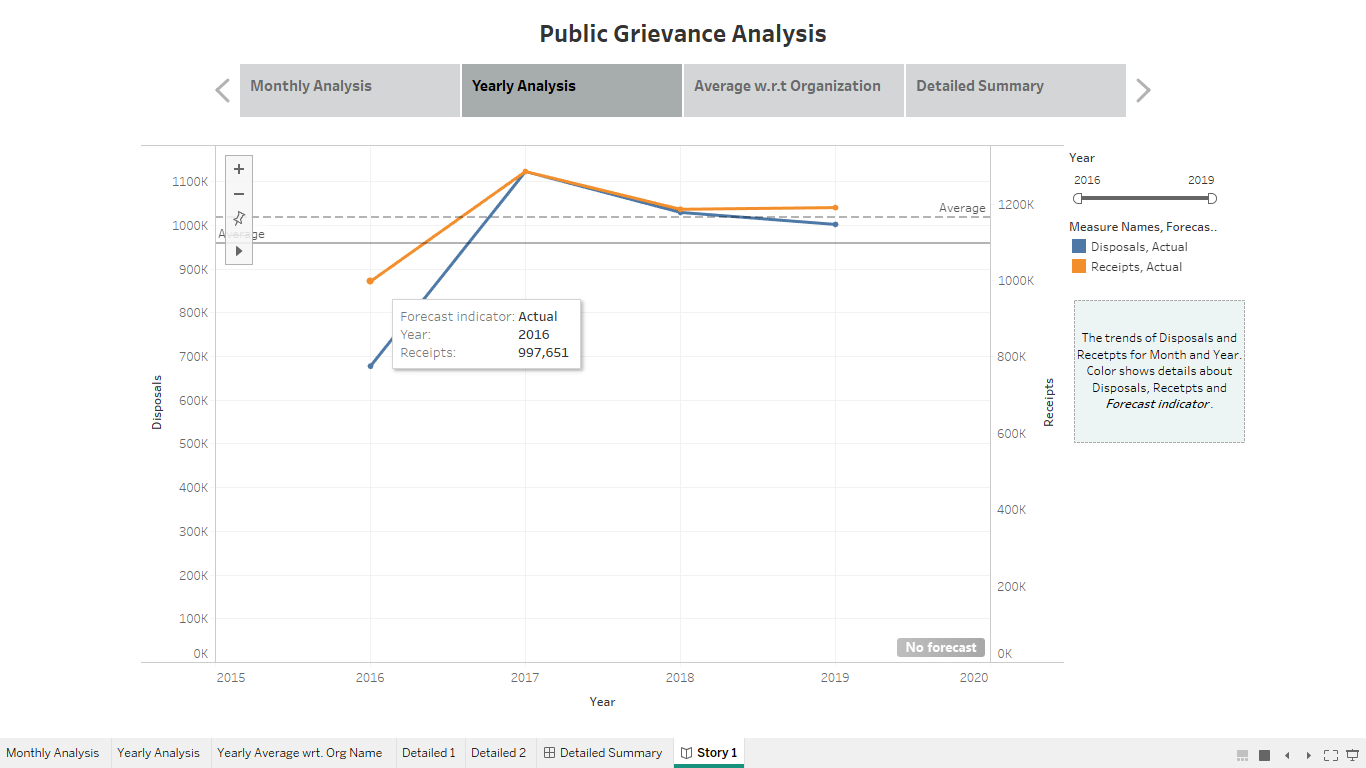 Public Grievance Analysis
Monthly Analysis
Yearly Analysis
Average w.r.t Organization
Detailed Summary
1100K
1000K
900K
800K
700K
600K
500K
400K
300K
200K
100K
0K
Disposals
Average
Average
Forecast indicator: Actual
Year: 2016
Receipts: 997,651
No forecast
1200K
1000K
800K
600K
400K
200K
0K
Receipts
2015 2016 2017 2018 2019 2020
Year
Year
2016 2019
Measure Names, Forecas..
Disposals, Actual
Receipts, Actual
The trends of Disposals and
Recetpts for Month and Year.
Color shows details about
Disposals, Recetpts and
Forecast indicator.
Monthly Analysis
Yearly Analysis
Yearly Average wrt. Org Name
Detailed 1
Detailed 2
Detailed Summary
Story 1